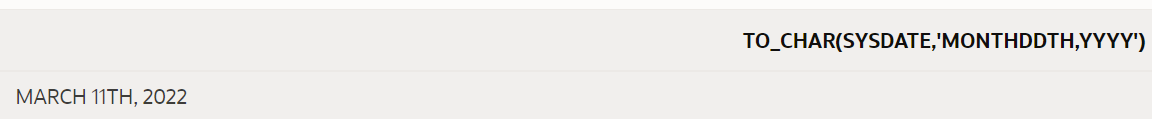 TO_CHAR(SYSDATE,'MONTHDDTH,YYYY')
MARCH 11TH, 2022